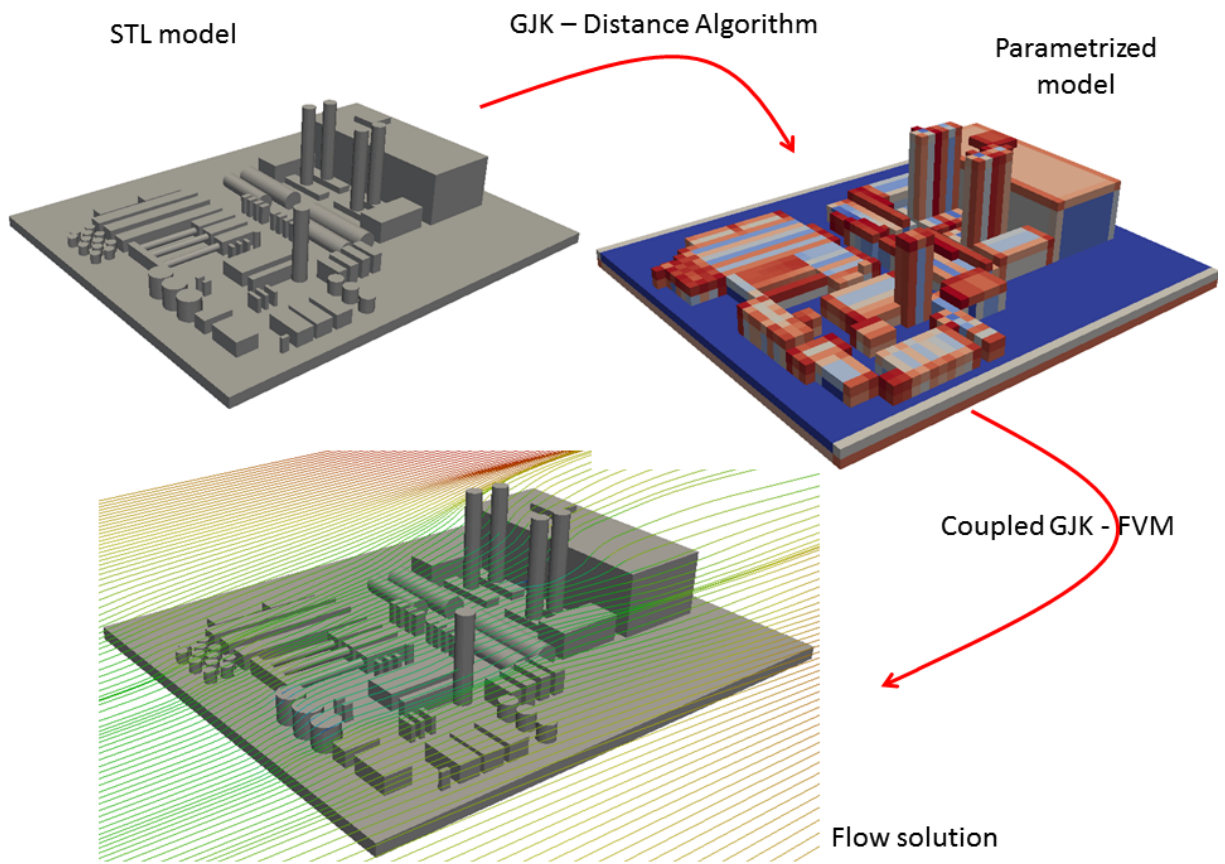 STL model
GJK – Distance Algorithm
Parametrized
model
Coupled GJK - FVM
Flow solution